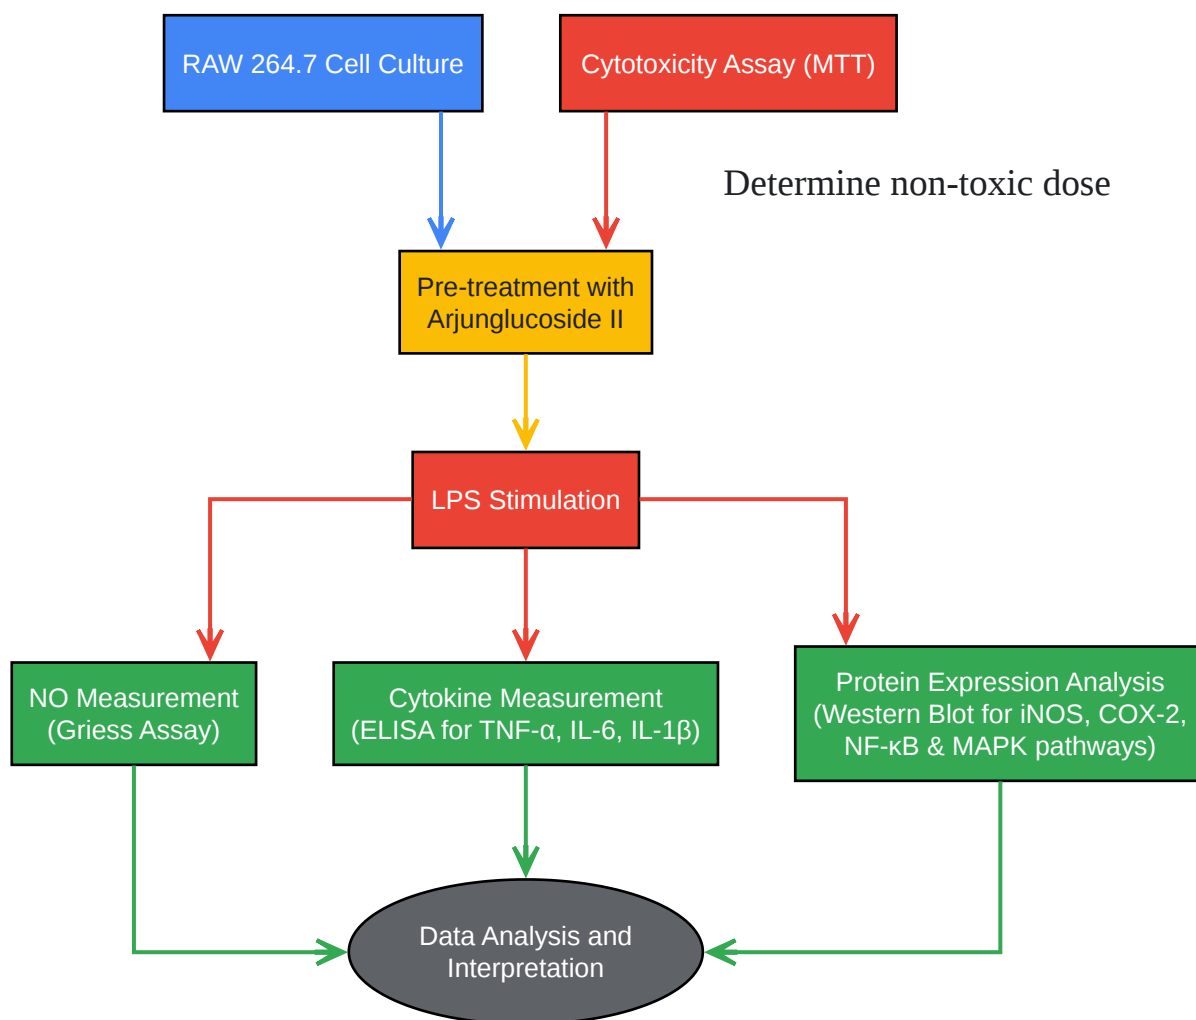 RAW 264.7 Cell Culture
Cytotoxicity Assay (MTT)
Determine non-toxic dose
Pre-treatment with
Arjunglucoside II
LPS Stimulation
NO Measurement
(Griess Assay)
Cytokine Measurement
(ELISA for TNF-α, IL-6, IL-1β)
Protein Expression Analysis
(Western Blot for iNOS, COX-2,
NF-κB & MAPK pathways)
Data Analysis and
Interpretation